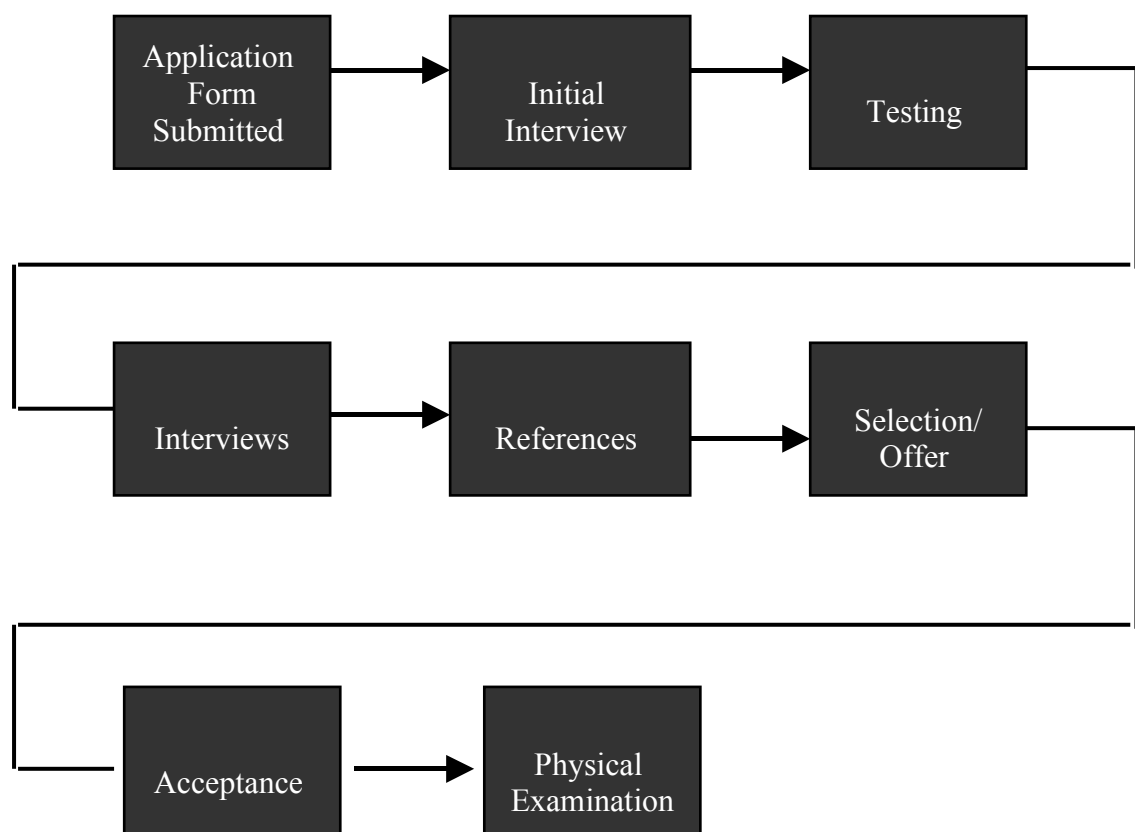 Application
Form
Submitted
Initial
Interview
Testing
Interviews
References
Selection/
Offer
Acceptance
Physical
Examination